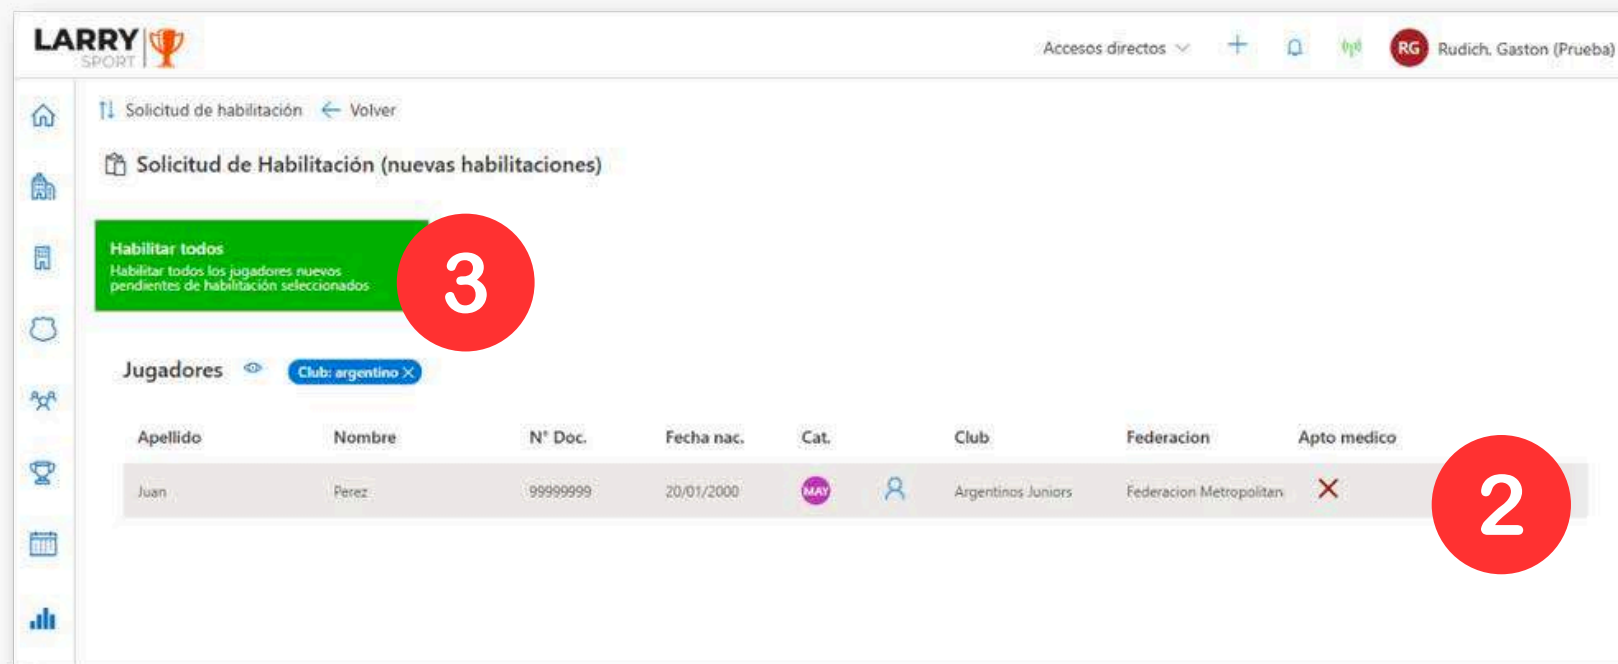 LARRY
SPORT
Accesos directos
RG
Rudich, Gaston (Prueba)
Solicitud de habilitación
Volver
Solicitud de Habilitación (nuevas habilitaciones)
Habilitar todos
Habilitar todos los jugadores nuevos
pendientes de habilitación seleccionados
3
Jugadores
Club: argentino
Apellido Nombre N° Doc. Fecha nac. Cat. Club Federacion Apto medico
Juan Perez 99999999 20/01/2000 MAY Argentinos Juniors Federacion Metropolitan
2